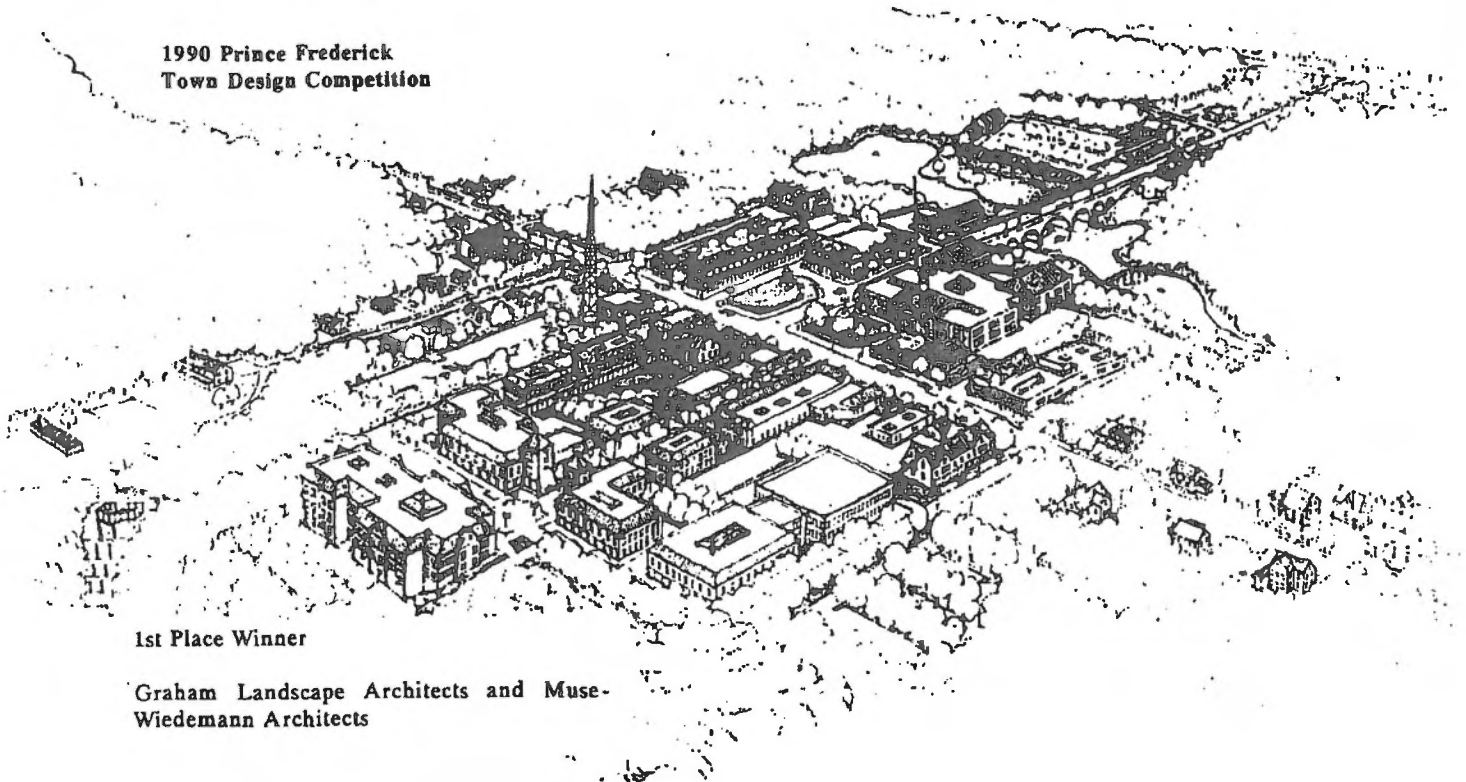 1990 Prince Frederick
Town Design Competition
1st Place Winner
Graham Landscape Architects and Muse-
Wiedemann Architects